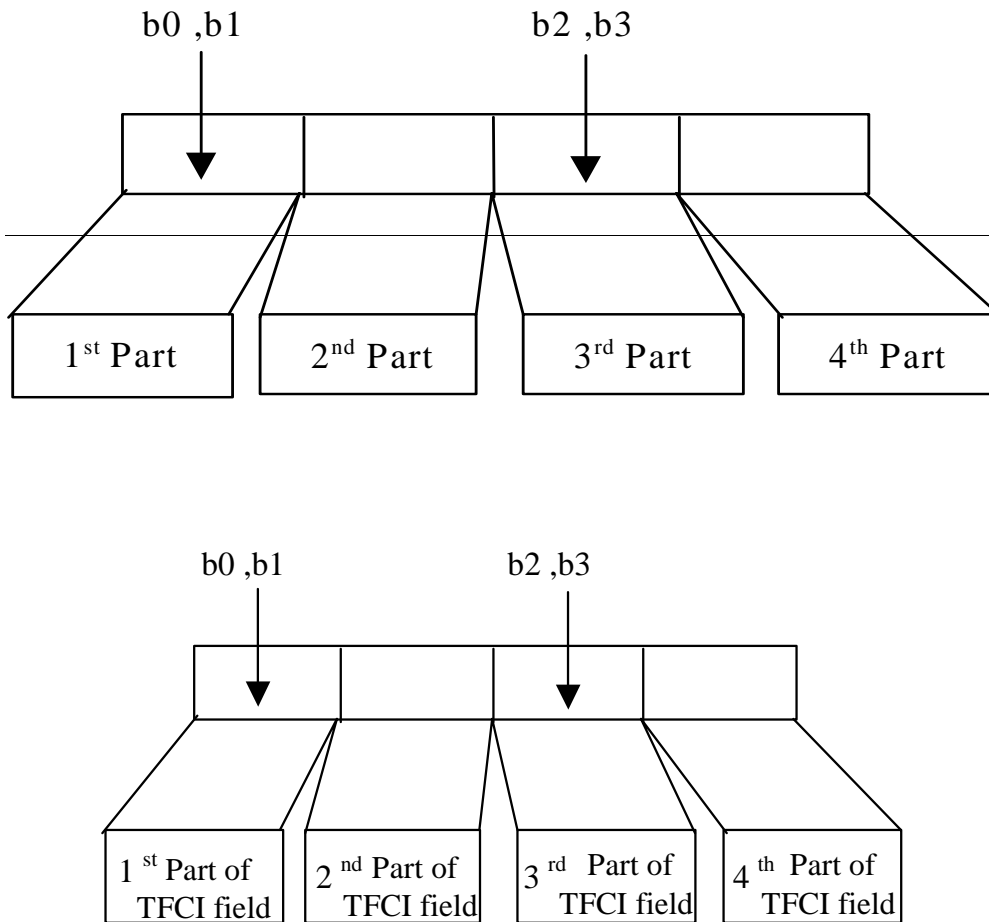 b0 ,b1 b2 ,b3
1st Part 2nd Part 3rd Part 4th Part
b0 ,b1 b2 ,b3
1 st Part of 2 nd Part of 3 rd Part of 4 th Part of
TFCI field TFCI field TFCI field TFCI field